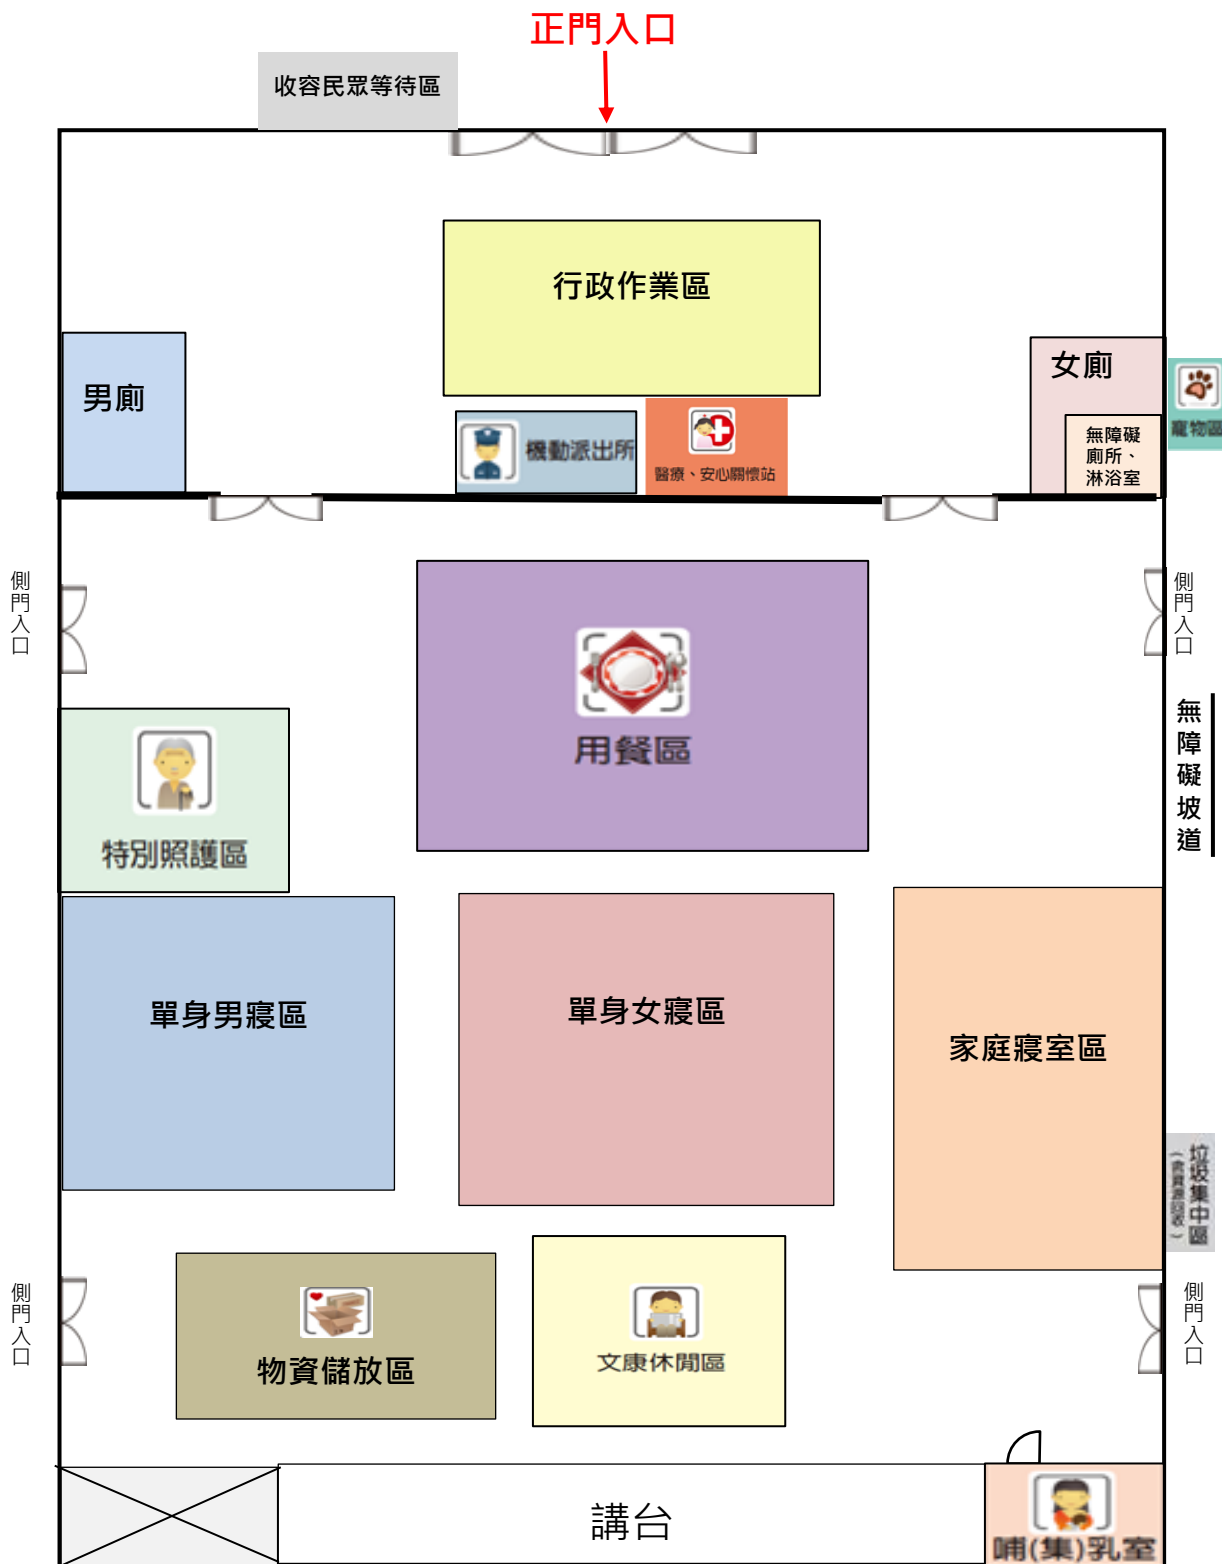 正門入口
收容民眾等待區
行政作業區
男廁
女廁
無障礙
廁所、
淋浴室
寵物區
機動派出所
醫療、安心關懷站
側門入口
側門入口
用餐區
無障礙坡道
特別照護區
單身男寢區
單身女寢區
家庭寢室區
垃圾集中區
(含資源回收)
側門入口
側門入口
物資儲放區
文康休閒區
講台
哺(集)乳室